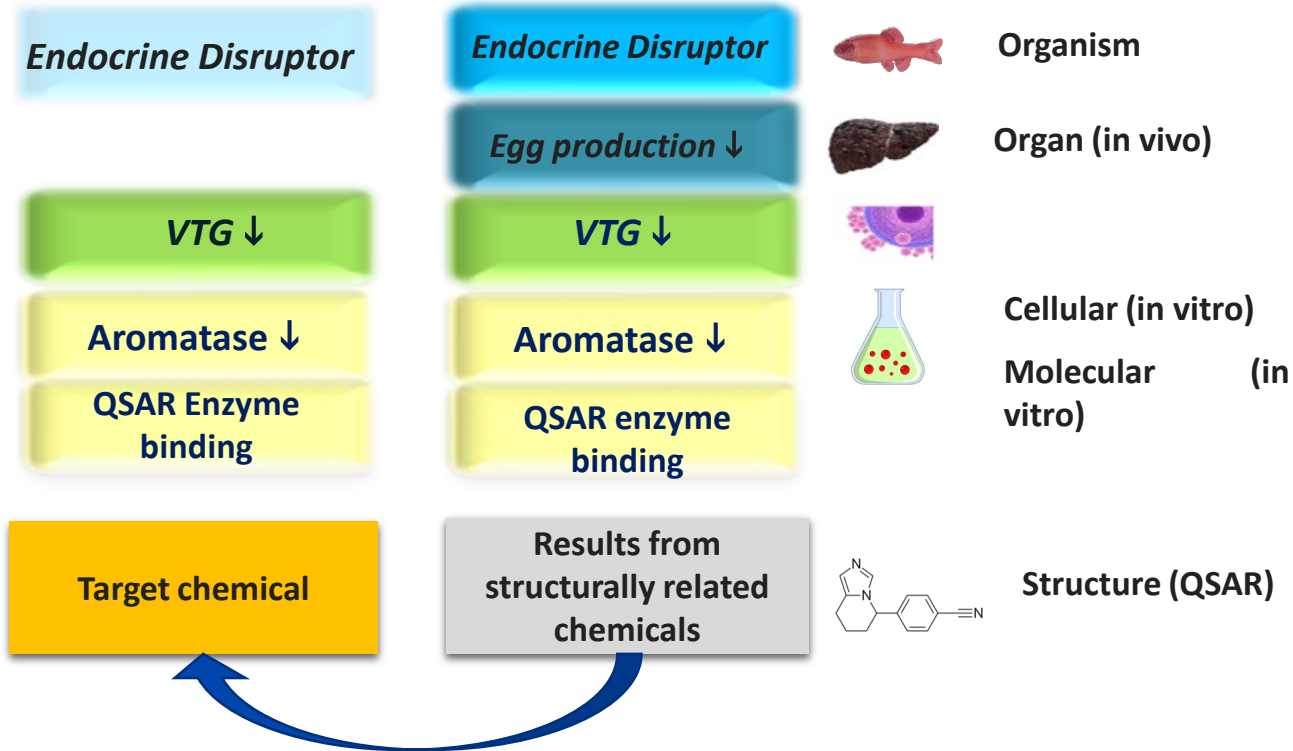 Endocrine Disruptor
Endocrine Disruptor
Organism
Egg production ↓
Organ (in vivo)
VTG ↓
VTG ↓
Aromatase ↓
Aromatase ↓
Cellular (in vitro)
Molecular (in
vitro)
QSAR Enzyme
binding
QSAR enzyme
binding
Target chemical
Results from
structurally related
chemicals
N
N
≡N
Structure (QSAR)